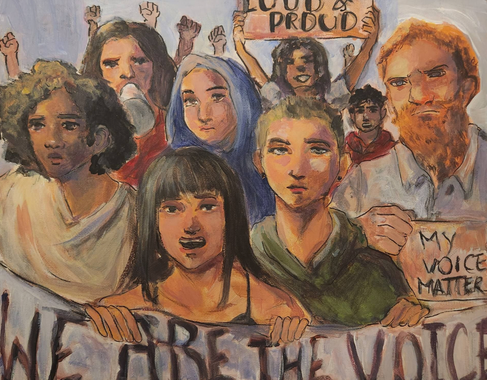 LOUD &
PROUD
MY
VOICE
MATTER
WE ARE THE VOICE